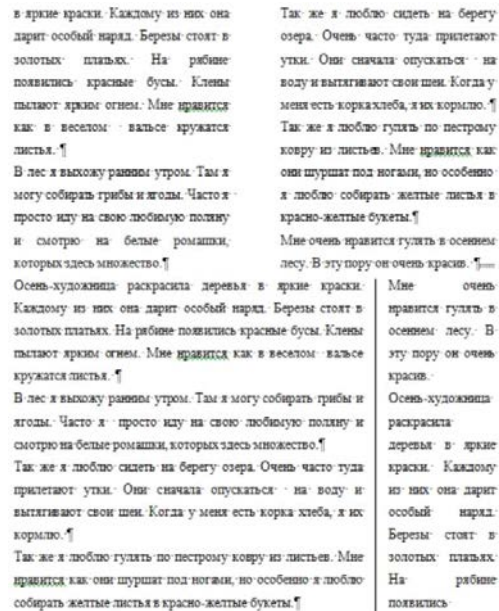 в яркие краски. Каждому из них она
дарит особый наряд. Березы стоят в
золотых платьях. На рябине
появились красные бусы. Клены
пылают ярким огнем. Мне нравится
как в веселом вальсе кружатся
листья. ¶
В лес я выхожу ранним утром. Там я
могу собирать грибы и ягоды. Часто я
просто иду на свою любимую поляну
и смотрю на белые ромашки,
которых здесь множество.¶
Так же я люблю сидеть на берегу
озера. Очень часто туда прилетают
утки. Они сначала опускаться на
воду и вытягивают свои шеи. Когда у
меня есть корка хлеба, я их кормлю. ¶
Так же я люблю гулять по пестрому
ковру из листьев. Мне нравится как
они шуршат под ногами, но особенно
я люблю собирать желтые листья в
красно-желтые букеты.¶
Мне очень нравится гулять в осеннем
лесу. В эту пору он очень красив. ¶
Осень-художница раскрасила деревья в яркие краски.
Каждому из них она дарит особый наряд. Березы стоят в
золотых платьях. На рябине появились красные бусы. Клены
пылают ярким огнем. Мне нравится как в веселом вальсе
кружатся листья. ¶
В лес я выхожу ранним утром. Там я могу собирать грибы и
ягоды. Часто я просто иду на свою любимую поляну и
смотрю на белые ромашки, которых здесь множество.¶
Так же я люблю сидеть на берегу озера. Очень часто туда
прилетают утки. Они сначала опускаться на воду и
вытягивают свои шеи. Когда у меня есть корка хлеба, я их
кормлю. ¶
Так же я люблю гулять по пестрому ковру из листьев. Мне
нравится как они шуршат под ногами, но особенно я люблю
собирать желтые листья в красно-желтые букеты.¶
Мне очень
нравится гулять в
осеннем лесу. В
эту пору он очень
красив.
Осень-художница
раскрасила
деревья в яркие
краски. Каждому
из них она дарит
особый наряд.
Березы стоят в
золотых платьях.
На рябине
появились